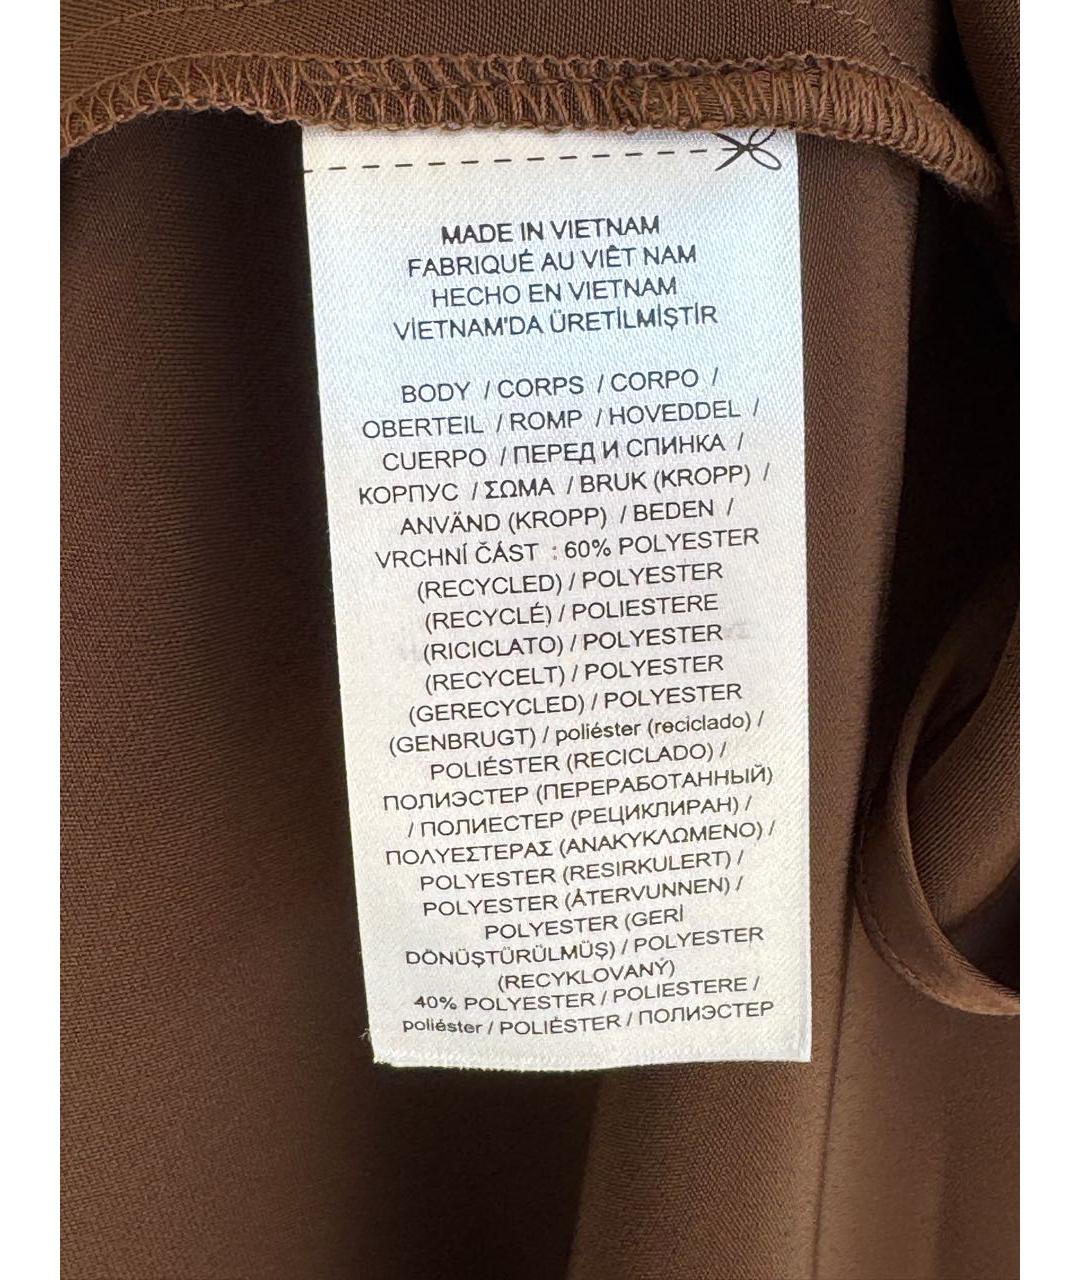 MADE IN VIETNAM
FABRIQUÉ AU VIÊT NAM
HECHO EN VIETNAM
VİETNAM'DA ÜRETİLMİŞTİR
BODY / CORPS / CORPO /
OBERTEIL / ROMP / HOVEDDEL /
CUERPO / ПЕРЕД И СПИНКА /
КОРПУС / ΣΩΜΑ / BRUK (KROPP) /
ANVÄND (KROPP) / BEDEN /
VRCHNÍ ČÁST : 60% POLYESTER
(RECYCLED) / POLYESTER
(RECYCLÉ) / POLIESTERE
(RICICLATO) / POLYESTER
(RECYCELT) / POLYESTER
(GERECYCLED) / POLYESTER
(GENBRUGT) / poliéster (reciclado) /
POLIÉSTER (RECICLADO) /
ПОЛИЭСТЕР (ПЕРЕРАБОТАННЫЙ)
/ ПОЛИЕСТЕР (РЕЦИКЛИРАН) /
ΠΟΛΥΕΣΤΕΡΑΣ (ΑΝΑΚΥΚΛΩΜΕΝΟ) /
POLYESTER (RESIRKULERT) /
POLYESTER (ÅTERVUNNEN) /
POLYESTER (GERİ
DÖNÜŞTÜRÜLMÜŞ) / POLYESTER
(RECYKLOVANÝ)
40% POLYESTER / POLIESTERE /
poliéster / POLIÉSTER / ПОЛИЭСТЕР